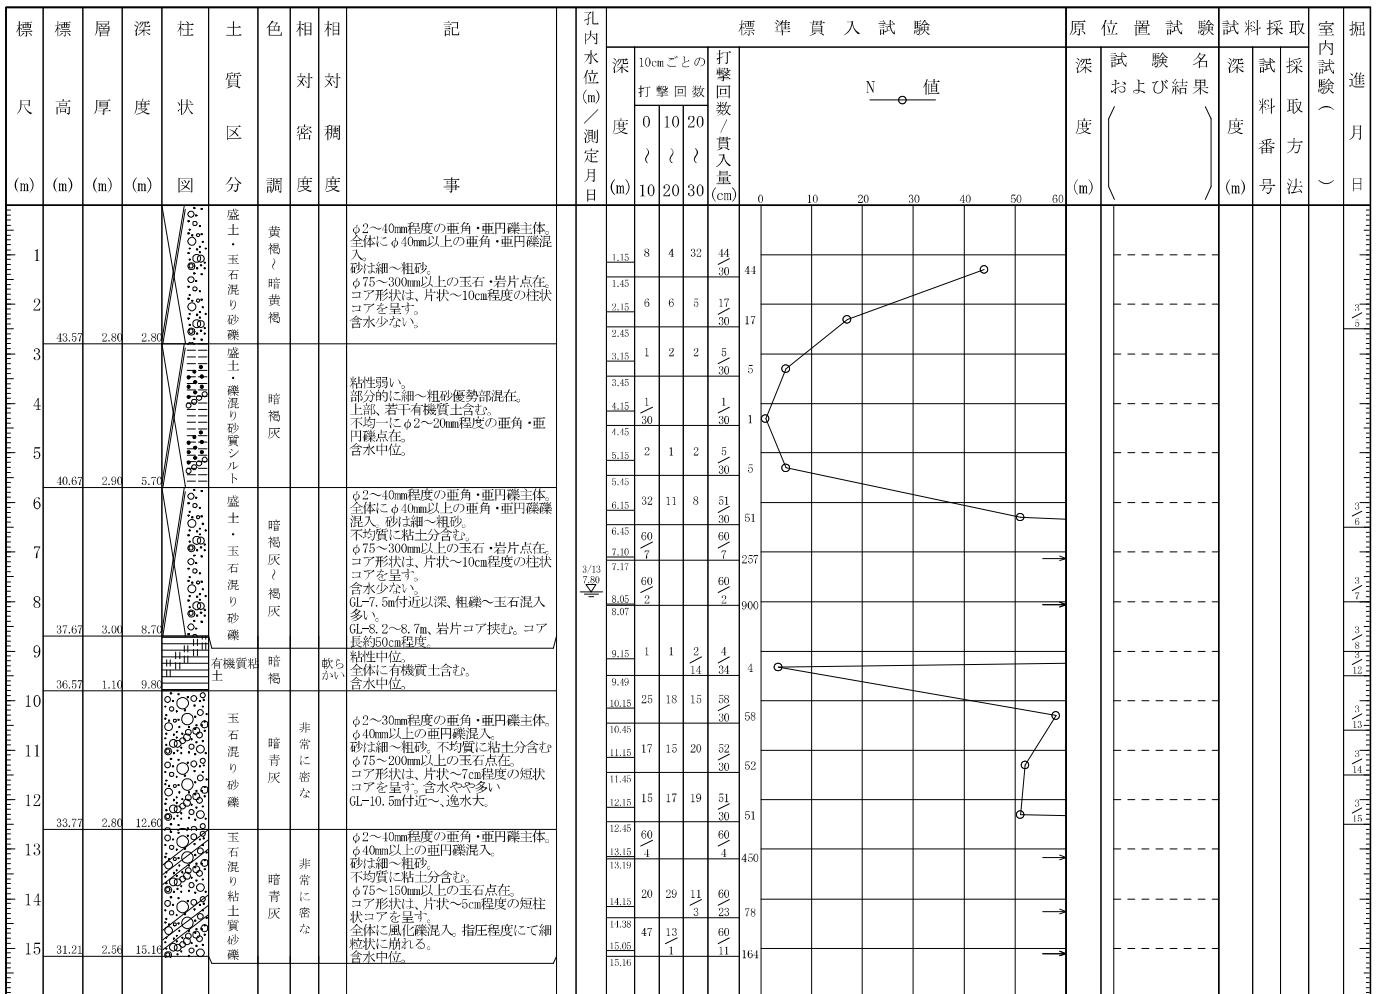 標尺(m)
標高(m)
層厚(m)
深度(m)
柱状図
土質区分
色調
相対密度
相対稠度
記事
孔内水位(m)/測定月日
標準貫入試験
深度(m)
10cmごとの
打撃回数
0〜10
10〜20
20〜30
打撃回数/貫入量(cm)
N 値
0 10 20 30 40 50 60
原位置試験
深度(m)
試験名
および結果
試料採取
深度(m)
試料番号
採取方法
室内試験()
掘進月日
1
2
3
4
5
6
7
8
9
10
11
12
13
14
15
43.57 2.80 2.80
盛土・玉石混り砂礫
黄褐〜暗黄褐
φ2〜40mm程度の亜角・亜円礫主体。
全体にφ40mm以上の亜角・亜円礫混
入。
砂は細〜粗砂。
φ75〜300mm以上の玉石・岩片点在。
コア形状は、片状〜10cm程度の柱状
コアを呈す。
含水少ない。
40.67 2.90 5.70
盛土・礫混り砂質シルト
暗褐灰
粘性弱い。
部分的に細〜粗砂優勢部混在。
上部、若干有機質土含む。
不均一にφ2〜20mm程度の亜角・亜
円礫点在。
含水中位。
37.67 3.00 8.70
盛土・玉石混り砂礫
暗褐灰〜褐灰
φ2〜40mm程度の亜角・亜円礫主体。
全体にφ40mm以上の亜角・亜円礫礫
混入。砂は細〜粗砂。
不均質に粘土分含む。
φ75〜300mm以上の玉石・岩片点在。
コア形状は、片状〜10cm程度の柱状
コアを呈す。
含水少ない。
GL-7.5m付近以深、粗礫〜玉石混入
多い。
GL-8.2〜8.7m、岩片コア挟む。コア
長約50cm程度。
36.57 1.10 9.80
有機質粘
土
暗褐
軟ら
かい
粘性中位。
全体に有機質土含む。
含水中位。
33.77 2.80 12.60
玉石混り砂礫
暗青灰
非常に密な
φ2〜30mm程度の亜角・亜円礫主体。
φ40mm以上の亜円礫混入。
砂は細〜粗砂。不均質に粘土分含む
φ75〜200mm以上の玉石点在。
コア形状は、片状〜7cm程度の短状
コアを呈す。含水やや多い
GL-10.5m付近〜、逸水大。
31.21 2.56 15.16
玉石混り粘土質砂礫
暗青灰
非常に密な
φ2〜40mm程度の亜角・亜円礫主体。
φ40mm以上の亜円礫混入。
砂は細〜粗砂。
不均質に粘土分含む。
φ75〜150mm以上の玉石点在。
コア形状は、片状〜5cm程度の短柱
状コアを呈す。
全体に風化礫混入。指圧程度にて細
粒状に崩れる。
含水中位。
3/13
7.80
1.15 8 4 32 44/30 44
1.45
2.15 6 6 5 17/30 17
2.45
3.15 1 2 2 5/30 5
3.45
4.15 1/30 1/30 1
4.45
5.15 2 1 2 5/30 5
5.45
6.15 32 11 8 51/30 51
6.45
7.10 60/7 60/7 257
7.17
8.05 60/2 60/2 900
8.07
9.15 1 1 2/14 4/34 4
9.49
10.15 25 18 15 58/30 58
10.45
11.15 17 15 20 52/30 52
11.45
12.15 15 17 19 51/30 51
12.45
13.15 60/4 60/4 450
13.19
14.15 20 29 11/3 60/23 78
14.38
15.05 47 13/1 60/11 164
15.16
3/5
3/6
3/7
3/8
3/12
3/13
3/14
3/15